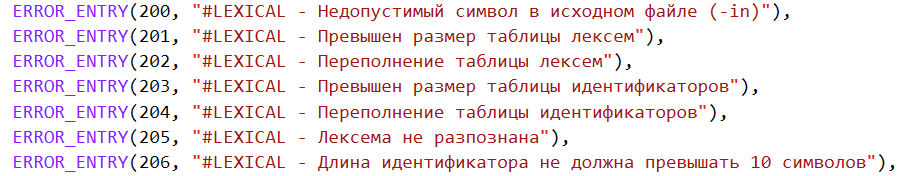 ERROR_ENTRY(200, "#LEXICAL - Недопустимый символ в исходном файле (-in)"),
ERROR_ENTRY(201, "#LEXICAL - Превышен размер таблицы лексем"),
ERROR_ENTRY(202, "#LEXICAL - Переполнение таблицы лексем"),
ERROR_ENTRY(203, "#LEXICAL - Превышен размер таблицы идентификаторов"),
ERROR_ENTRY(204, "#LEXICAL - Переполнение таблицы идентификаторов"),
ERROR_ENTRY(205, "#LEXICAL - Лексема не разпознана"),
ERROR_ENTRY(206, "#LEXICAL - Длина идентификатора не должна превышать 10 символов"),